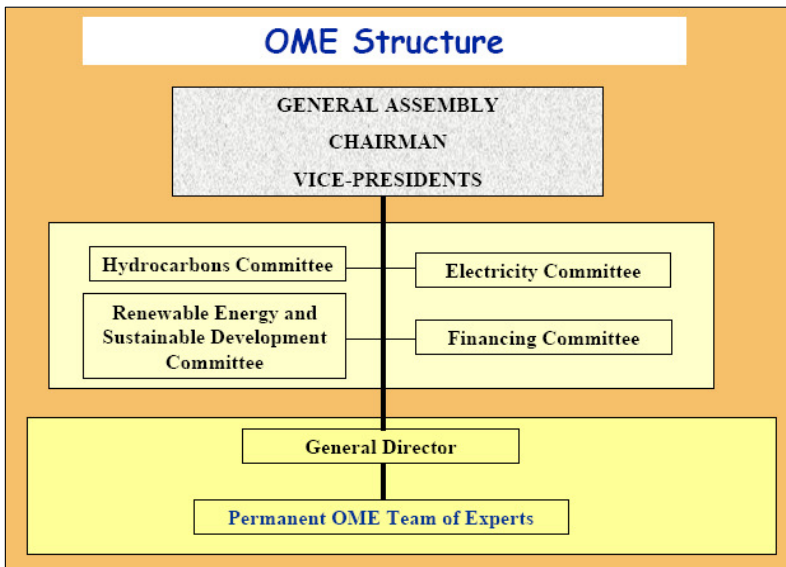 OME Structure
GENERAL ASSEMBLY
CHAIRMAN
VICE-PRESIDENTS
Hydrocarbons Committee
Electricity Committee
Renewable Energy and
Sustainable Development
Committee
Financing Committee
General Director
Permanent OME Team of Experts